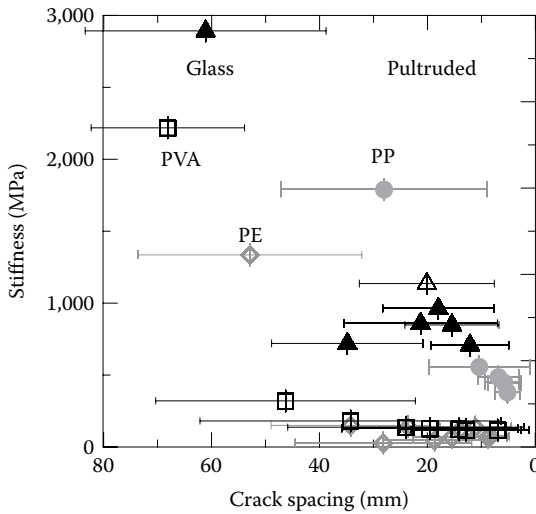 3,000
Glass
Pultruded
PVA
2,000
PP
PE
Stiffness (MPa)
1,000
0
80
60
40
20
0
Crack spacing (mm)